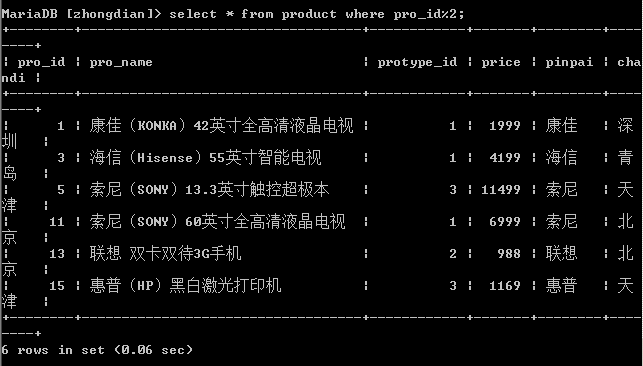 MariaDB [zhongdian]> select * from product where pro_id%2;
+--------+------------------------------------+-------------+-------+--------+----
----+
| pro_id | pro_name                           | protype_id | price | pinpai | cha
ndi |
+--------+------------------------------------+-------------+-------+--------+----
----+
|      1 | 康佳（KONKA）42英寸全高清液晶电视 |          1 |  1999 | 康佳   | 深
圳   |
|      3 | 海信（Hisense）55英寸智能电视     |          1 |  4199 | 海信   | 青
岛   |
|      5 | 索尼（SONY）13.3英寸触控超极本    |          3 | 11499 | 索尼   | 天
津   |
|     11 | 索尼（SONY）60英寸全高清液晶电视  |          1 |  6999 | 索尼   | 北
京   |
|     13 | 联想 双卡双待3G手机               |          2 |   988 | 联想   | 北
京   |
|     15 | 惠普（HP）黑白激光打印机          |          3 |  1169 | 惠普   | 天
津   |
+--------+------------------------------------+-------------+-------+--------+----
----+
6 rows in set (0.06 sec)